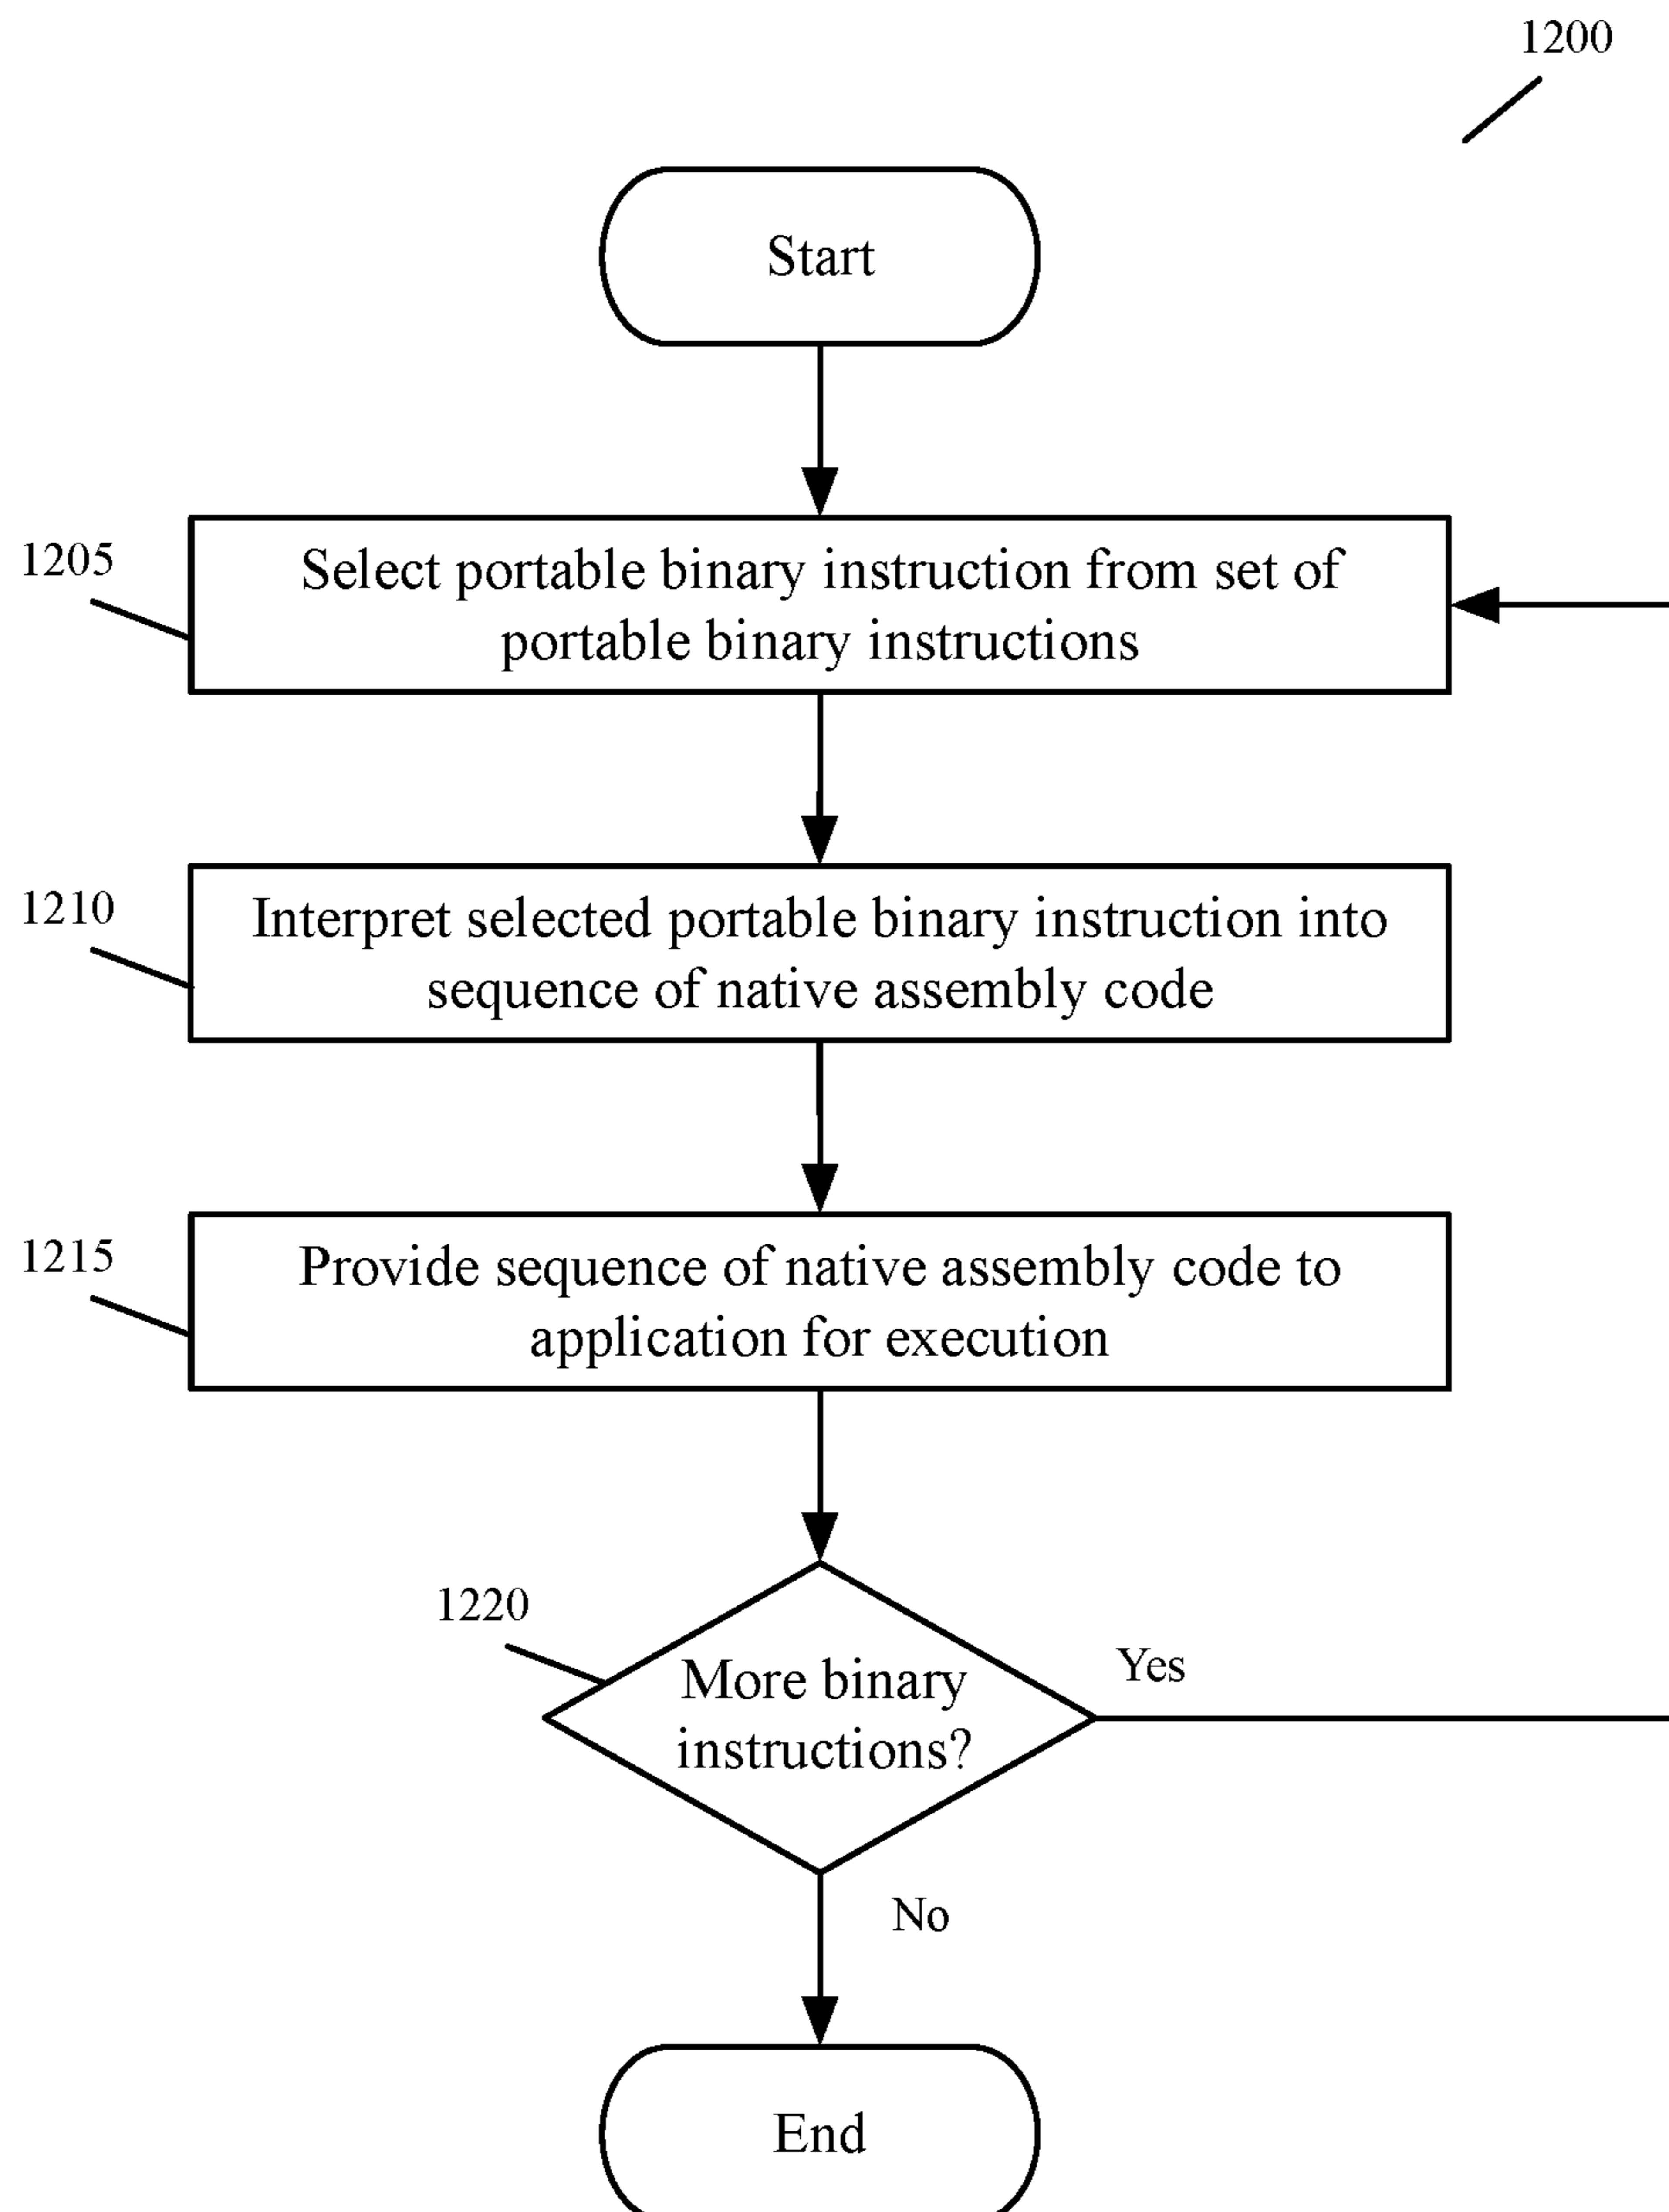 1200
Start
1205
Select portable binary instruction from set of
portable binary instructions
1210
Interpret selected portable binary instruction into
sequence of native assembly code
1215
Provide sequence of native assembly code to
application for execution
1220
More binary
instructions?
Yes
No
End